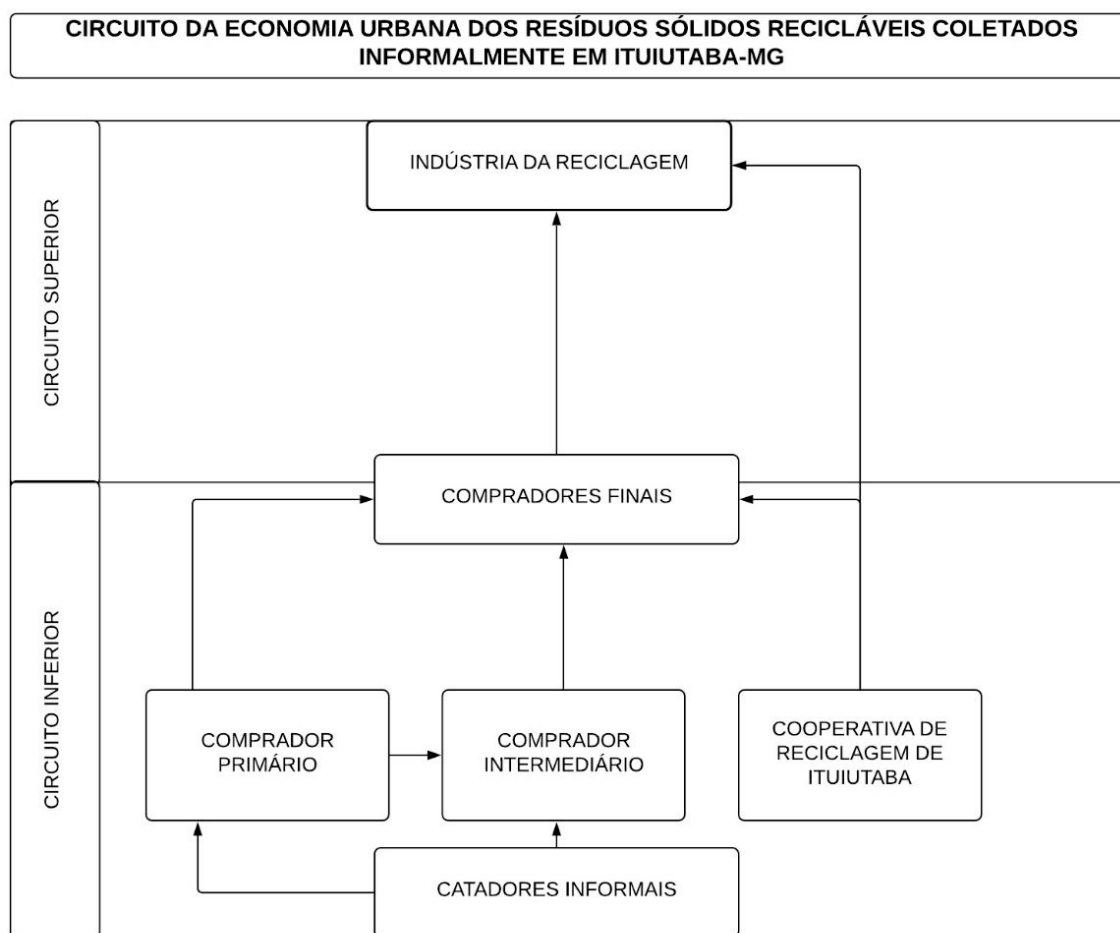 CIRCUITO DA ECONOMIA URBANA DOS RESÍDUOS SÓLIDOS RECICLÁVEIS COLETADOS
INFORMALMENTE EM ITUIUTABA-MG
CIRCUITO SUPERIOR
INDÚSTRIA DA RECICLAGEM
COMPRADORES FINAIS
CIRCUITO INFERIOR
COMPRADOR
PRIMÁRIO
COMPRADOR
INTERMEDIÁRIO
COOPERATIVA DE
RECICLAGEM DE
ITUIUTABA
CATADORES INFORMAIS